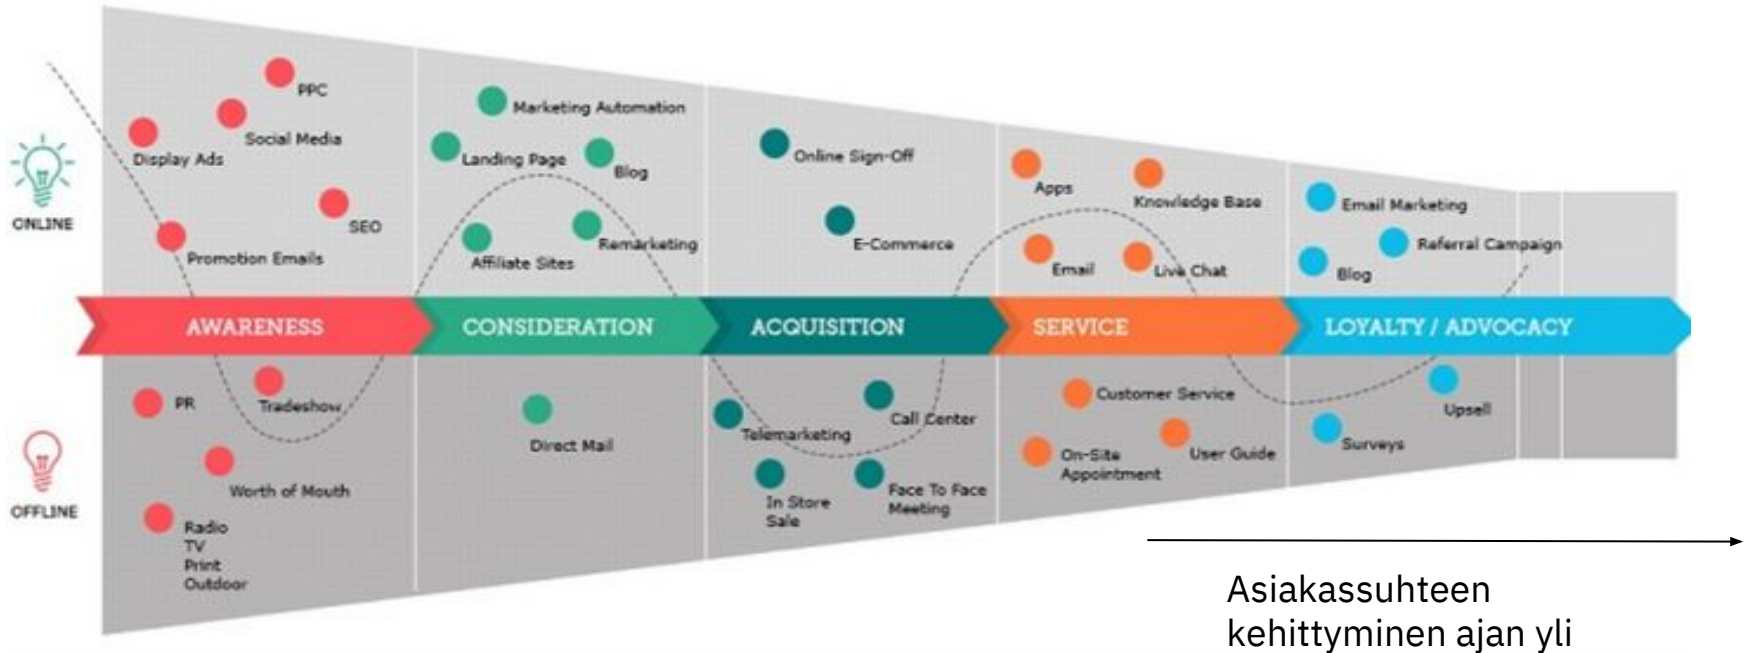 PPC
Social Media
Display Ads
SEO
Promotion Emails
Marketing Automation
Landing Page
Blog
Affiliate Sites
Remarketing
Online Sign-Off
E-Commerce
Apps
Knowledge Base
Email
Live Chat
Email Marketing
Referral Campaign
Blog
ONLINE
AWARENESS
CONSIDERATION
ACQUISITION
SERVICE
LOYALTY / ADVOCACY
OFFLINE
PR
Tradeshow
Worth of Mouth
Radio
TV
Print
Outdoor
Direct Mail
Telemarketing
Call Center
In Store
Sale
Face To Face
Meeting
Customer Service
On-Site
Appointment
User Guide
Upsell
Surveys
Asiakassuhteen
kehittyminen ajan yli